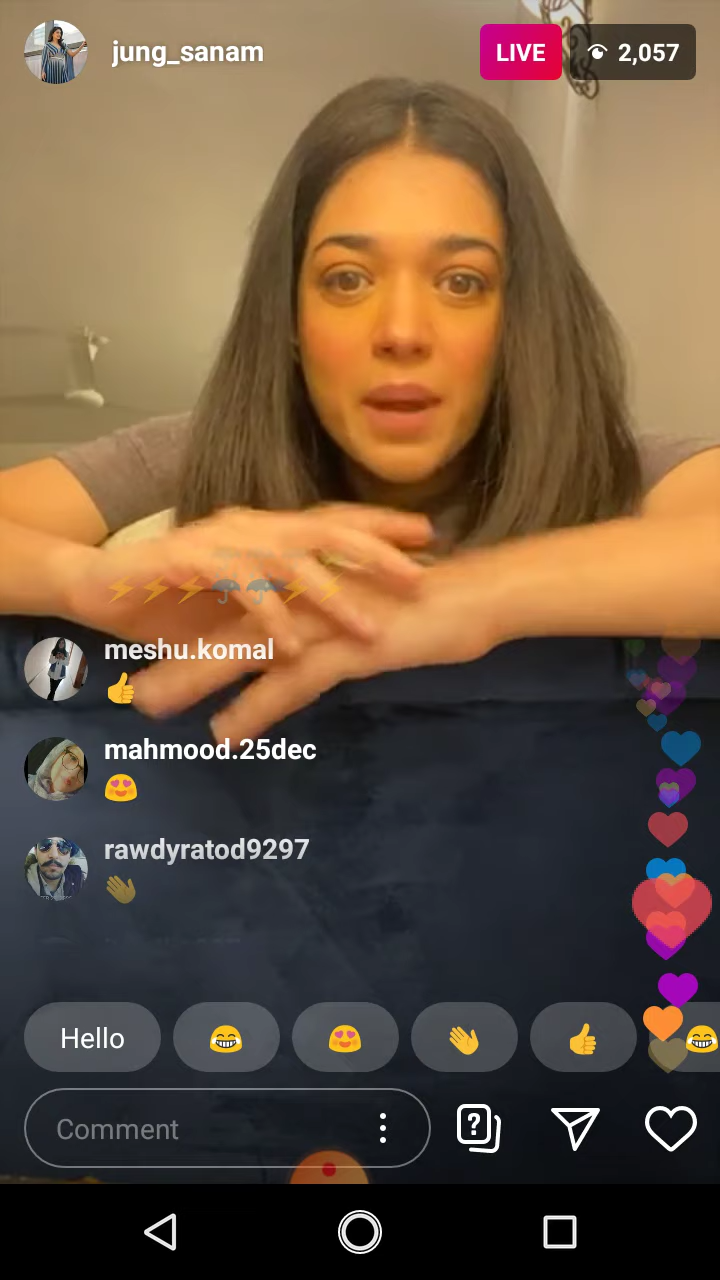 jung_sanam
LIVE
2,057
⚡⚡⚡☔☔⚡⚡
meshu.komal
👍
mahmood.25dec
😍
rawdyratod9297
👋
Hello 😂 😍 👋 👍 😂
Comment